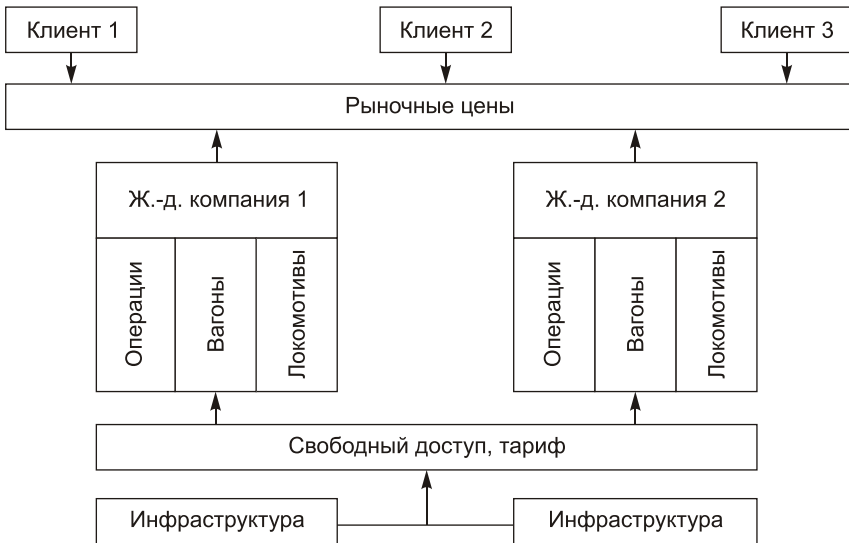 Клиент 1
Клиент 2
Клиент 3
Рыночные цены
Ж.-д. компания 1
Ж.-д. компания 2
Операции
Вагоны
Локомотивы
Операции
Вагоны
Локомотивы
Свободный доступ, тариф
Инфраструктура
Инфраструктура